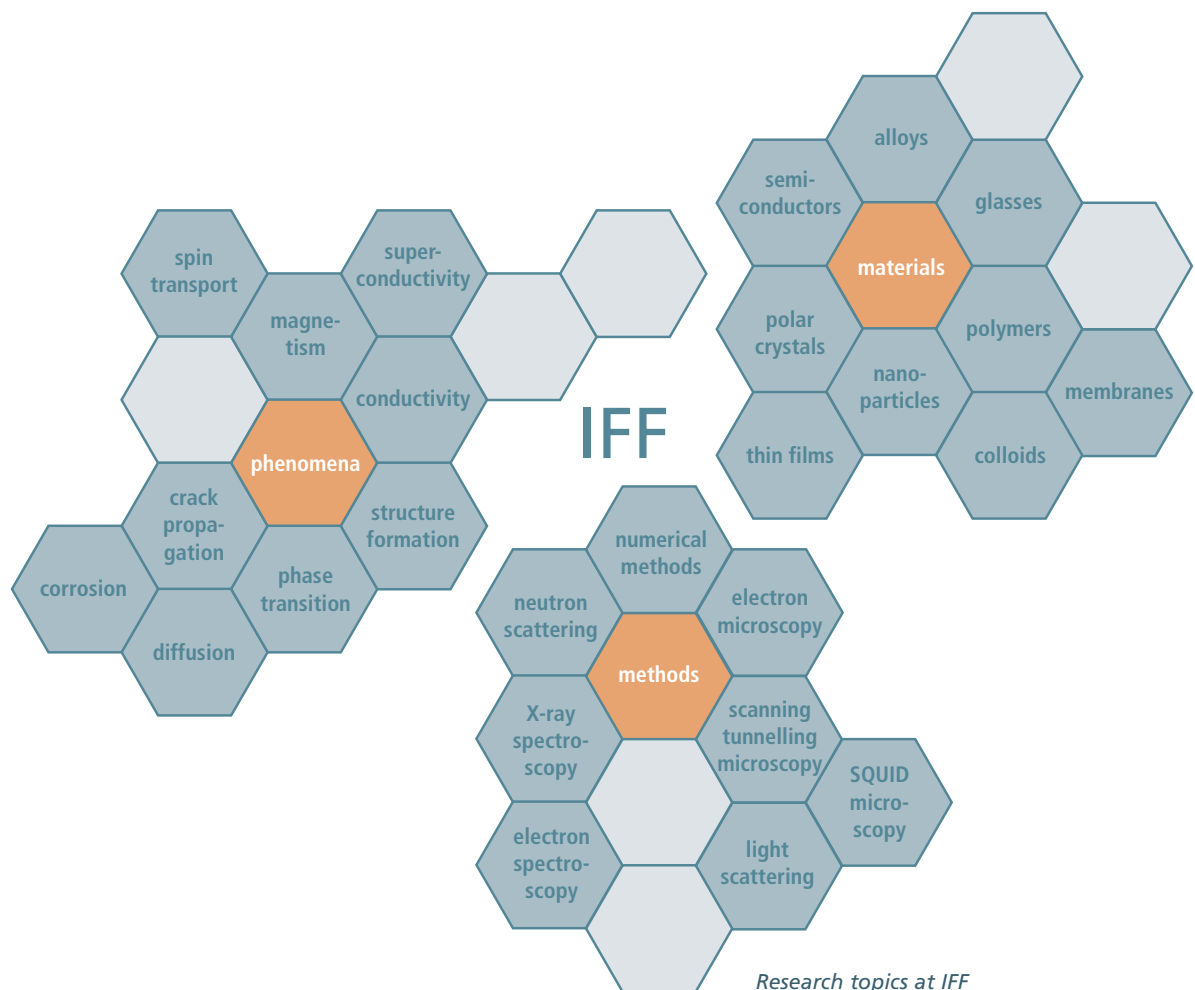 spin
transport
super-
conductivity
magne-
tism
conductivity
phenomena
crack
propa-
gation
structure
formation
corrosion
phase
transition
diffusion
IFF
alloys
semi-
conductors
glasses
materials
polar
crystals
polymers
nano-
particles
membranes
thin films
colloids
numerical
methods
neutron
scattering
electron
microscopy
methods
X-ray
spectro-
scopy
scanning
tunnelling
microscopy
SQUID
micro-
scopy
electron
spectro-
scopy
light
scattering
Research topics at IFF